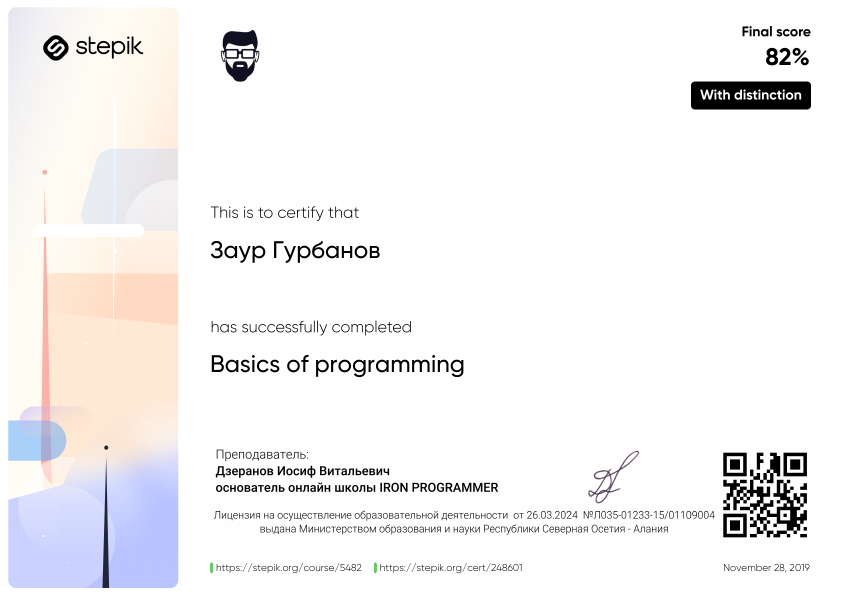 stepik
Final score
82%
With distinction
This is to certify that
Заур Гурбанов
has successfully completed
Basics of programming
Преподаватель:
Дзеранов Иосиф Витальевич
основатель онлайн школы IRON PROGRAMMER
Лицензия на осуществление образовательной деятельности от 26.03.2024 №Л035-01233-15/01109004
выдана Министерством образования и науки Республики Северная Осетия - Алания
https://stepik.org/course/5482 https://stepik.org/cert/248601
November 28, 2019